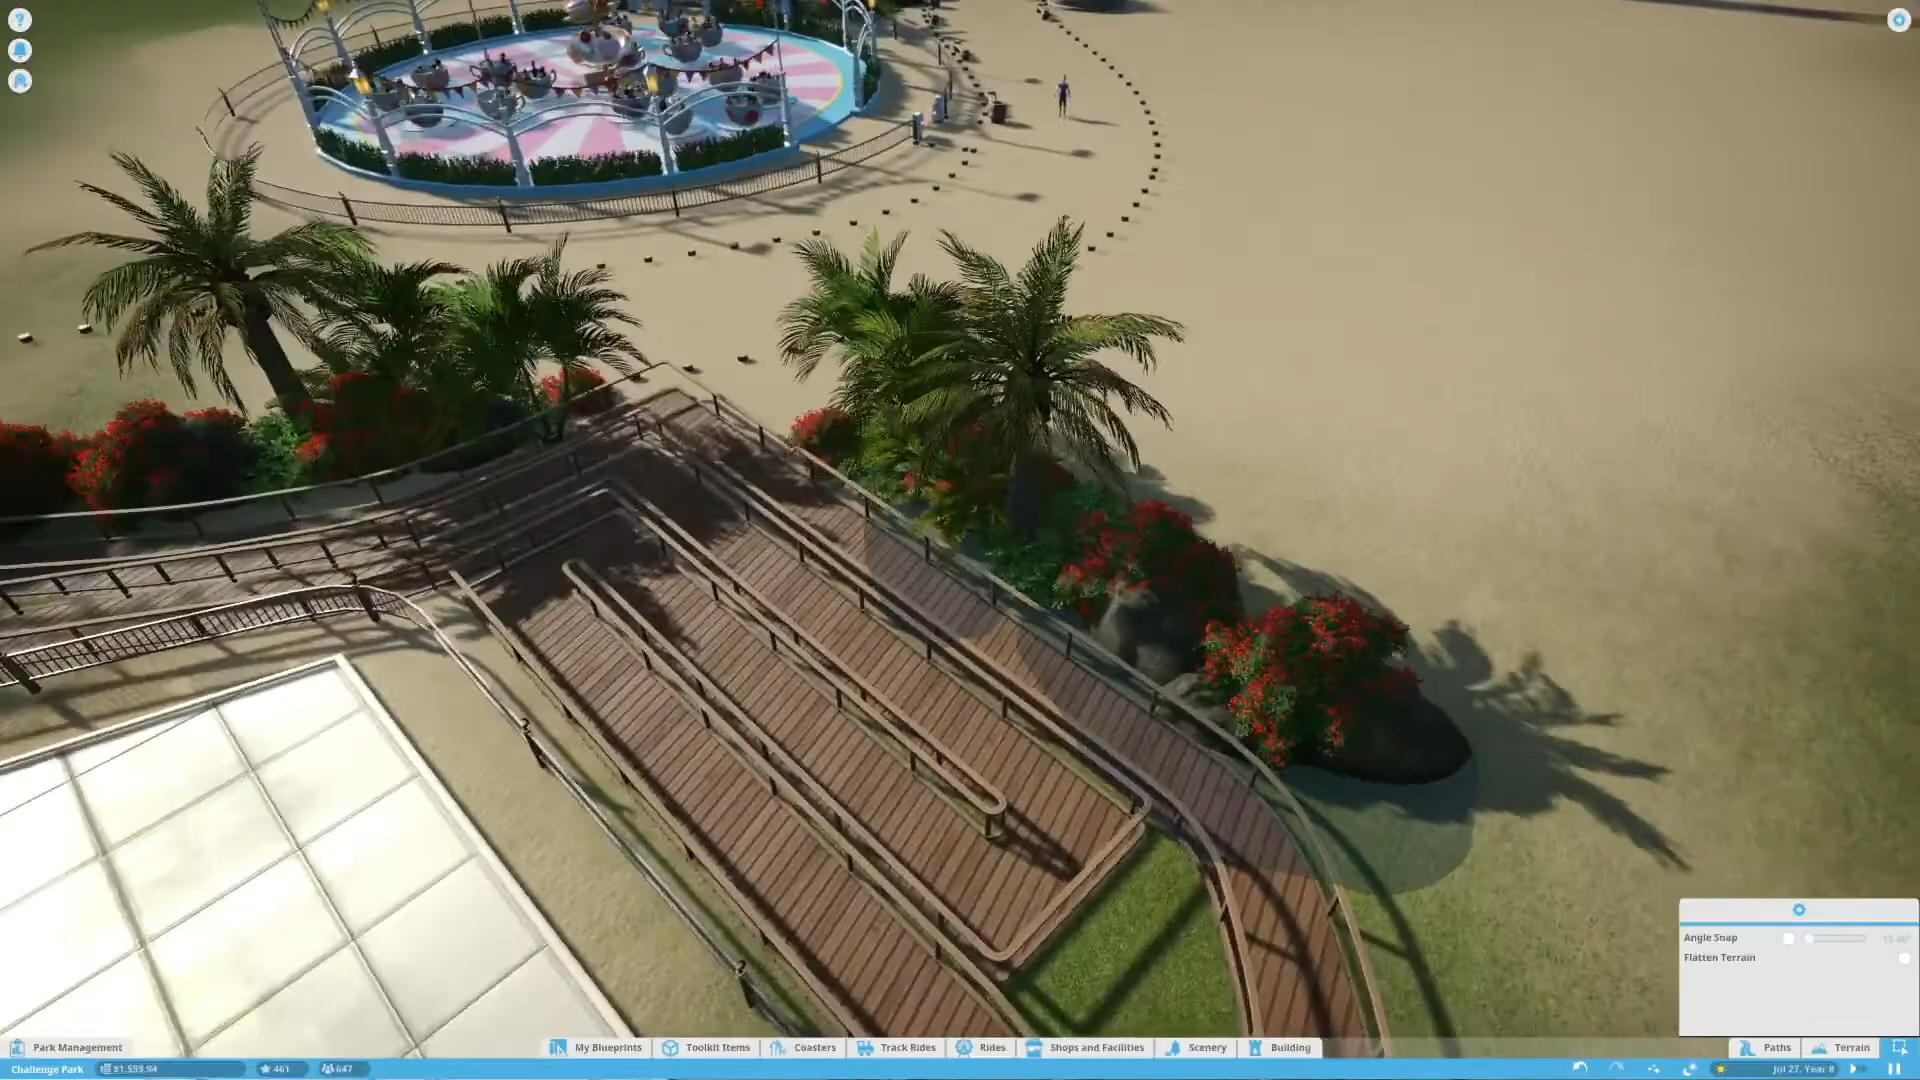 Angle Snap
Flatten Terrain
Park Management
My Blueprints
Toolkit Items
Coasters
Track Rides
Rides
Shops and Facilities
Scenery
Building
Paths
Terrain
Challenge Park
461
647
Jul 27, Year 8